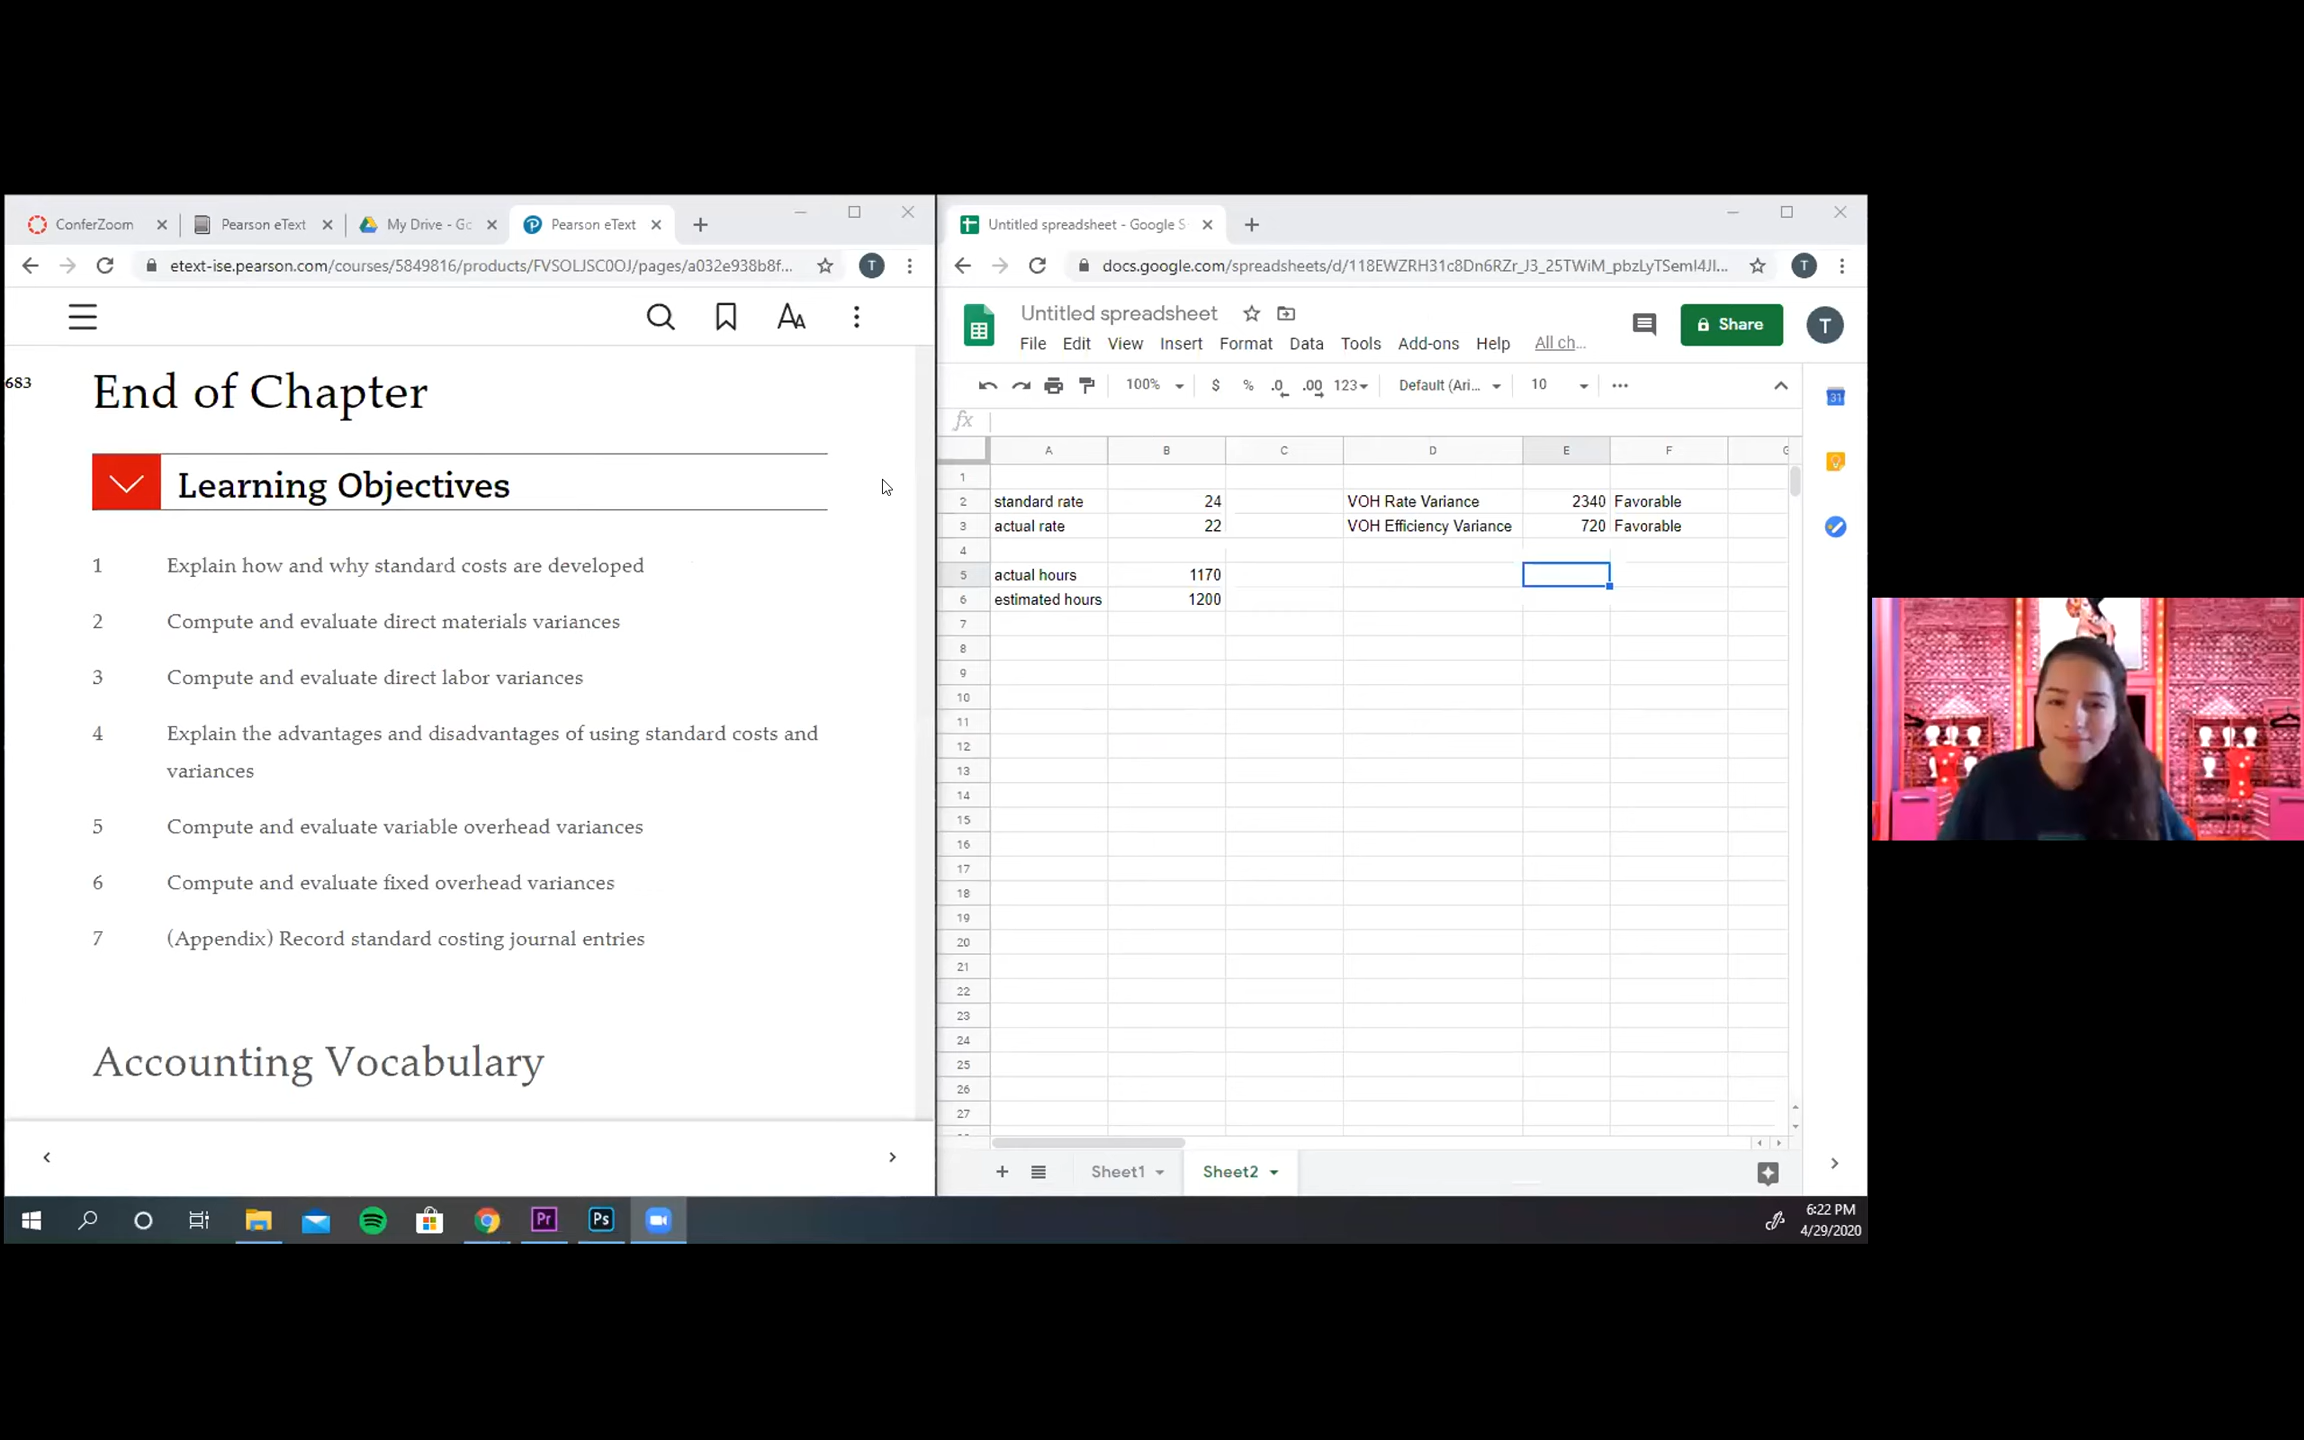 ConferZoom
Pearson eText
My Drive - Gc
Pearson eText
etext-ise.pearson.com/courses/5849816/products/FVSOLJSC0OJ/pages/a032e938b8f...
T
683
End of Chapter
Learning Objectives
1 Explain how and why standard costs are developed
2 Compute and evaluate direct materials variances
3 Compute and evaluate direct labor variances
4 Explain the advantages and disadvantages of using standard costs and
variances
5 Compute and evaluate variable overhead variances
6 Compute and evaluate fixed overhead variances
7 (Appendix) Record standard costing journal entries
Accounting Vocabulary
Untitled spreadsheet - Google S
docs.google.com/spreadsheets/d/118EWZRH31c8Dn6RZr_J3_25TWiM_pbzLyTSemI4JI...
T
Untitled spreadsheet
Share
T
File Edit View Insert Format Data Tools Add-ons Help All ch...
100% $ % .0 .00 123 Default (Ari... 10
31
fx
A B C D E F G
1
2 standard rate 24 VOH Rate Variance 2340 Favorable
3 actual rate 22 VOH Efficiency Variance 720 Favorable
4
5 actual hours 1170
6 estimated hours 1200
7
8
9
10
11
12
13
14
15
16
17
18
19
20
21
22
23
24
25
26
27
Sheet1 Sheet2
Pr
Ps
6:22 PM
4/29/2020